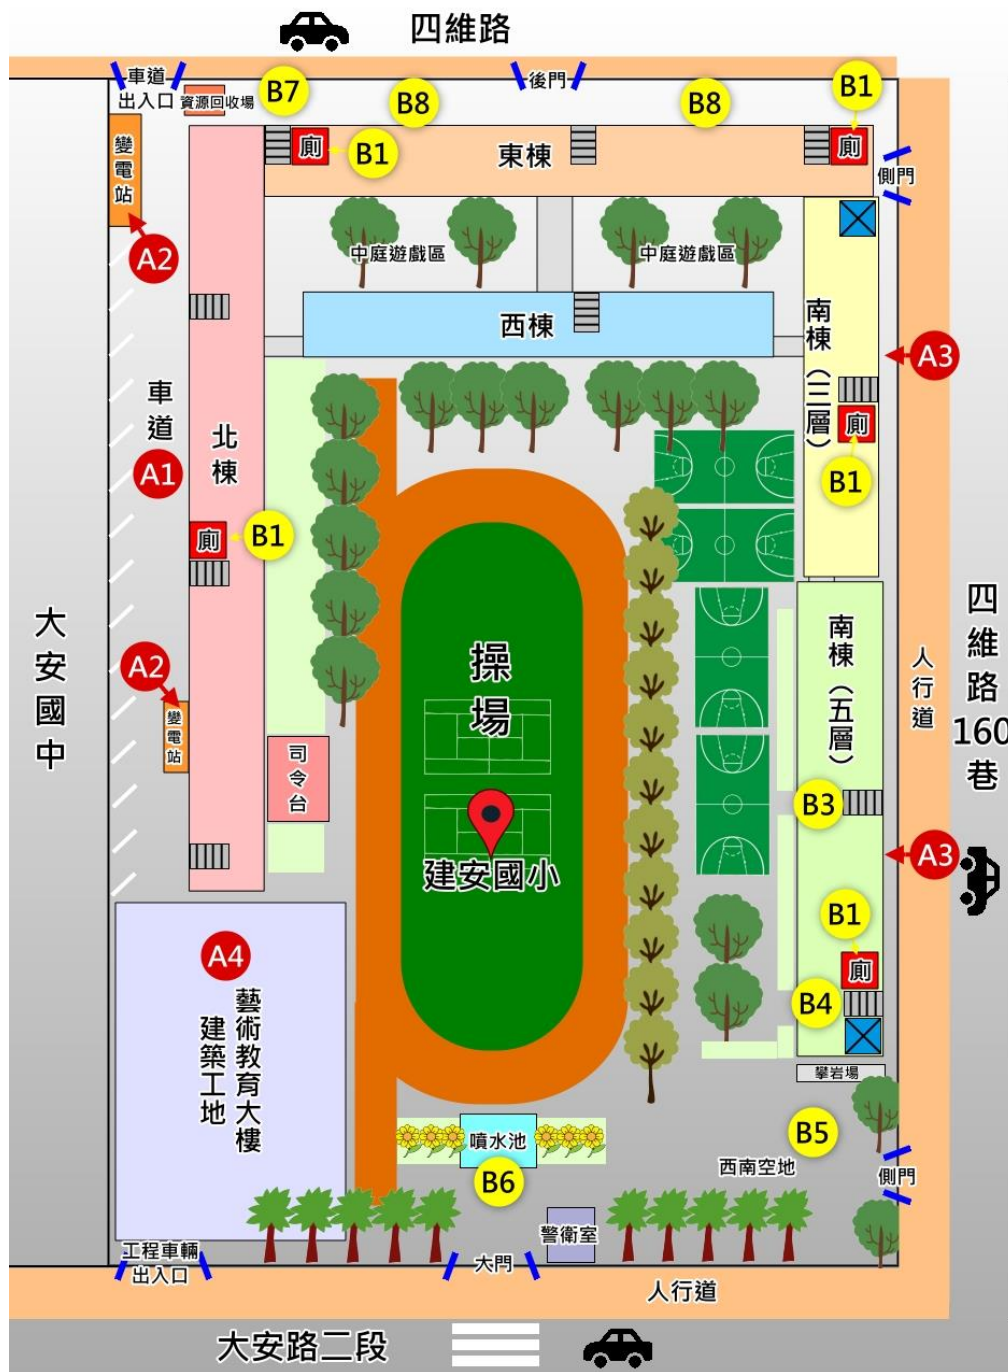 四維路
車道
出入口
資源回收場
B7
B8
後門
B8
B1
變電站
廁
B1
東棟
廁
側門
A2
中庭遊戲區
中庭遊戲區
西棟
南棟（三層）
A3
車道
A1
北棟
廁
B1
廁
B1
大安國中
A2
變電站
司令台
操場
建安國小
南棟（五層）
人行道
四維路160巷
B3
A3
B1
廁
B4
攀岩場
A4
藝術教育大樓
建築工地
噴水池
B6
B5
西南空地
側門
警衛室
工程車輛
出入口
大門
人行道
大安路二段